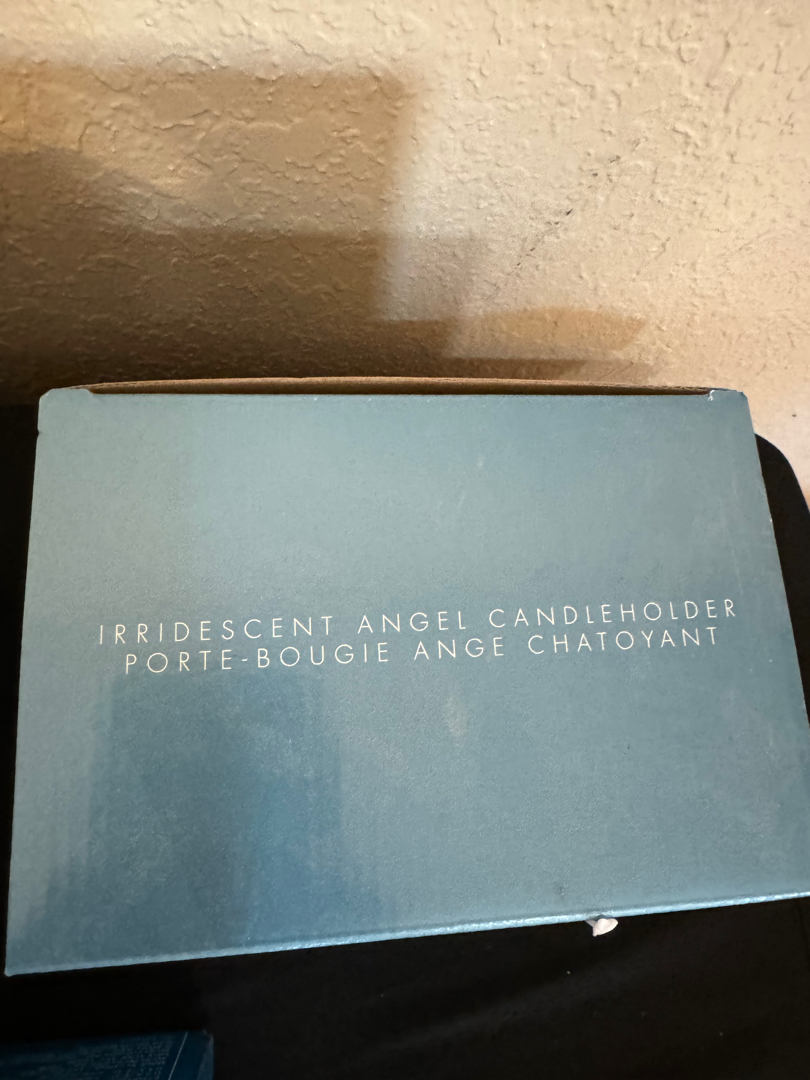 IRRIDESCENT ANGEL CANDLEHOLDER
PORTE-BOUGIE ANGE CHATOYANT